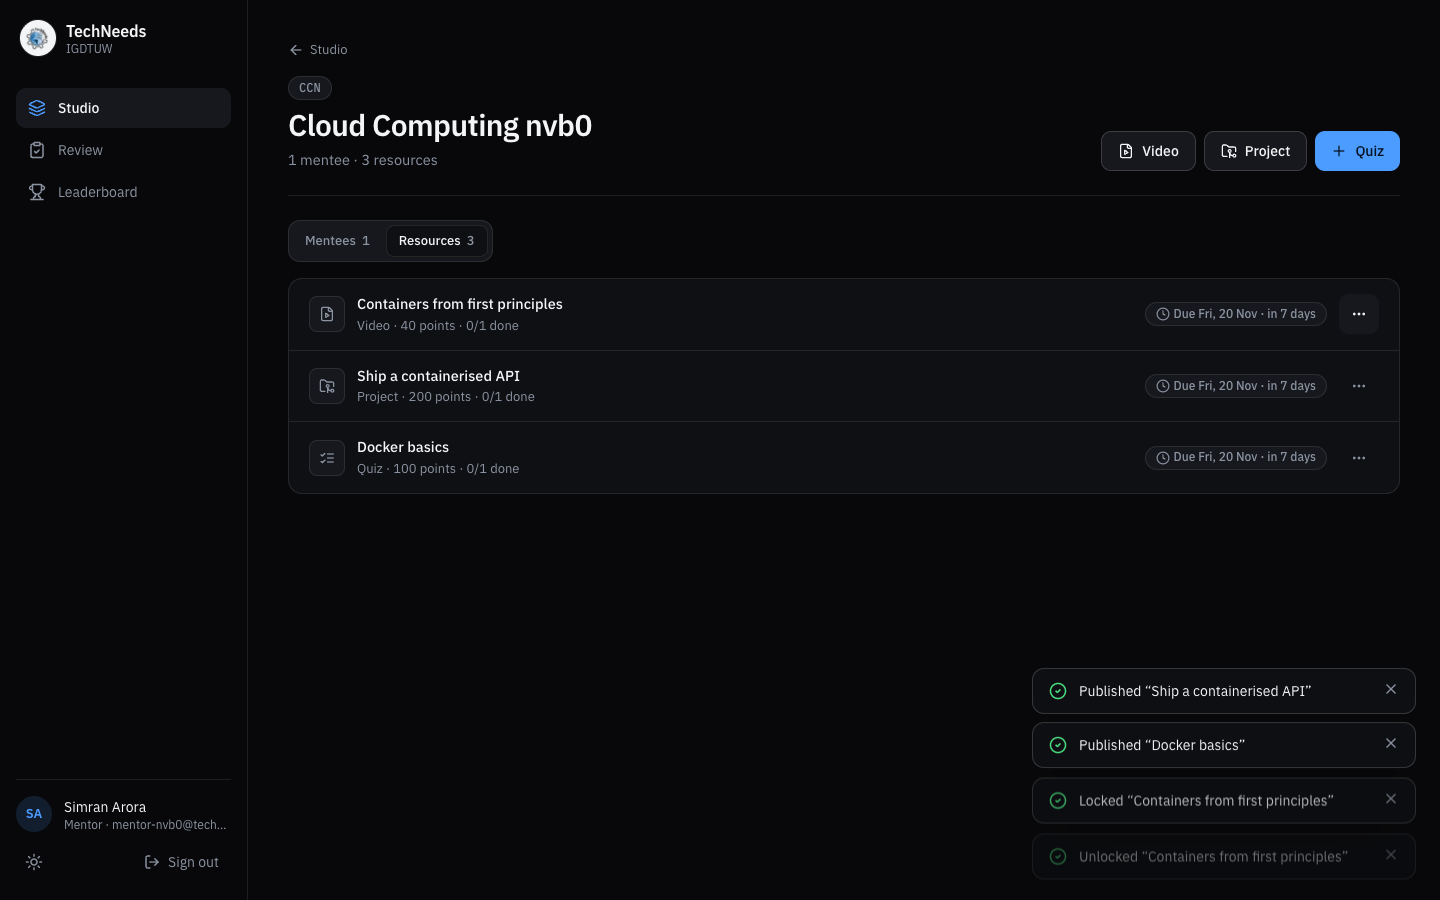 TechNeeds
IGDTUW
Studio
Review
Leaderboard
Studio
CCN
Cloud Computing nvb0
1 mentee · 3 resources
Video
Project
Quiz
Mentees 1
Resources 3
Containers from first principles
Video · 40 points · 0/1 done
Due Fri, 20 Nov · in 7 days
Ship a containerised API
Project · 200 points · 0/1 done
Due Fri, 20 Nov · in 7 days
Docker basics
Quiz · 100 points · 0/1 done
Due Fri, 20 Nov · in 7 days
Published “Ship a containerised API”
Published “Docker basics”
Locked “Containers from first principles”
Unlocked “Containers from first principles”
SA
Simran Arora
Mentor · mentor-nvb0@tech...
Sign out